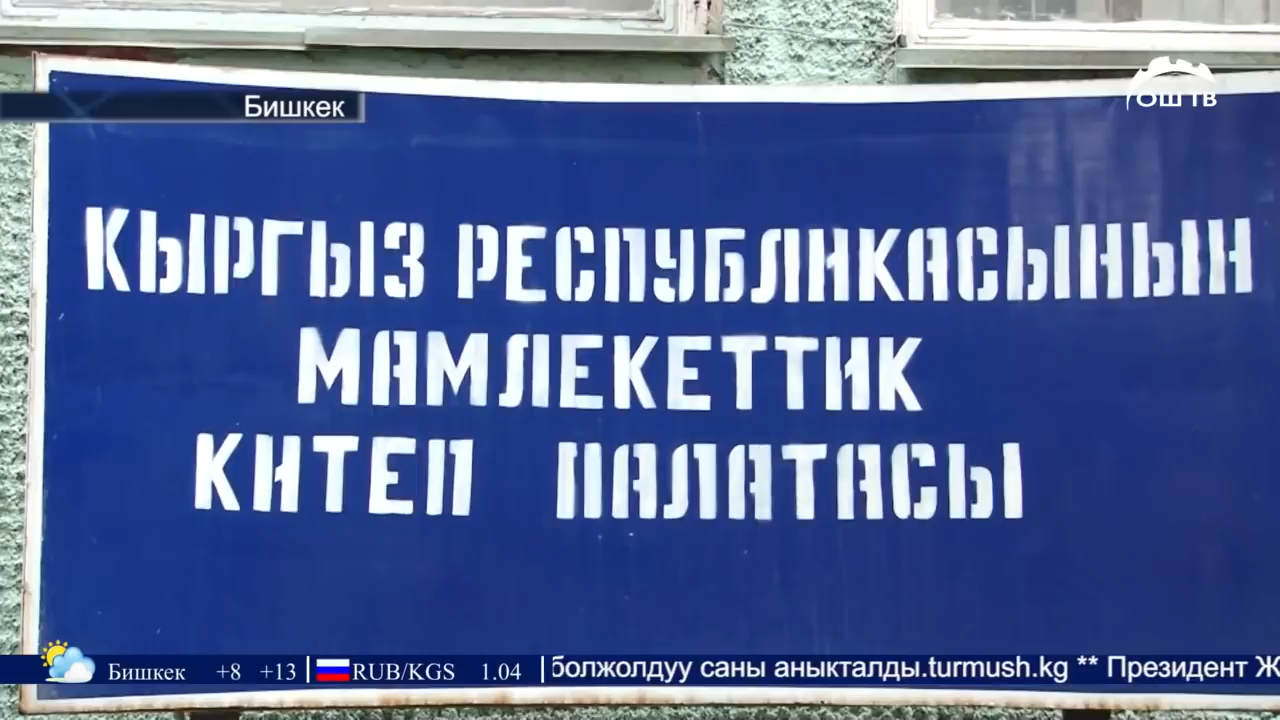 Бишкек
ОШ ТВ
КЫРГЫЗ РЕСПУБЛИКАСЫНЫН
МАМЛЕКЕТТИК
КИТЕП ПАЛАТАСЫ
Бишкек +8 +13 RUB/KGS 1.04 болжолдуу саны аныкталды.turmush.kg ** Президент Ж